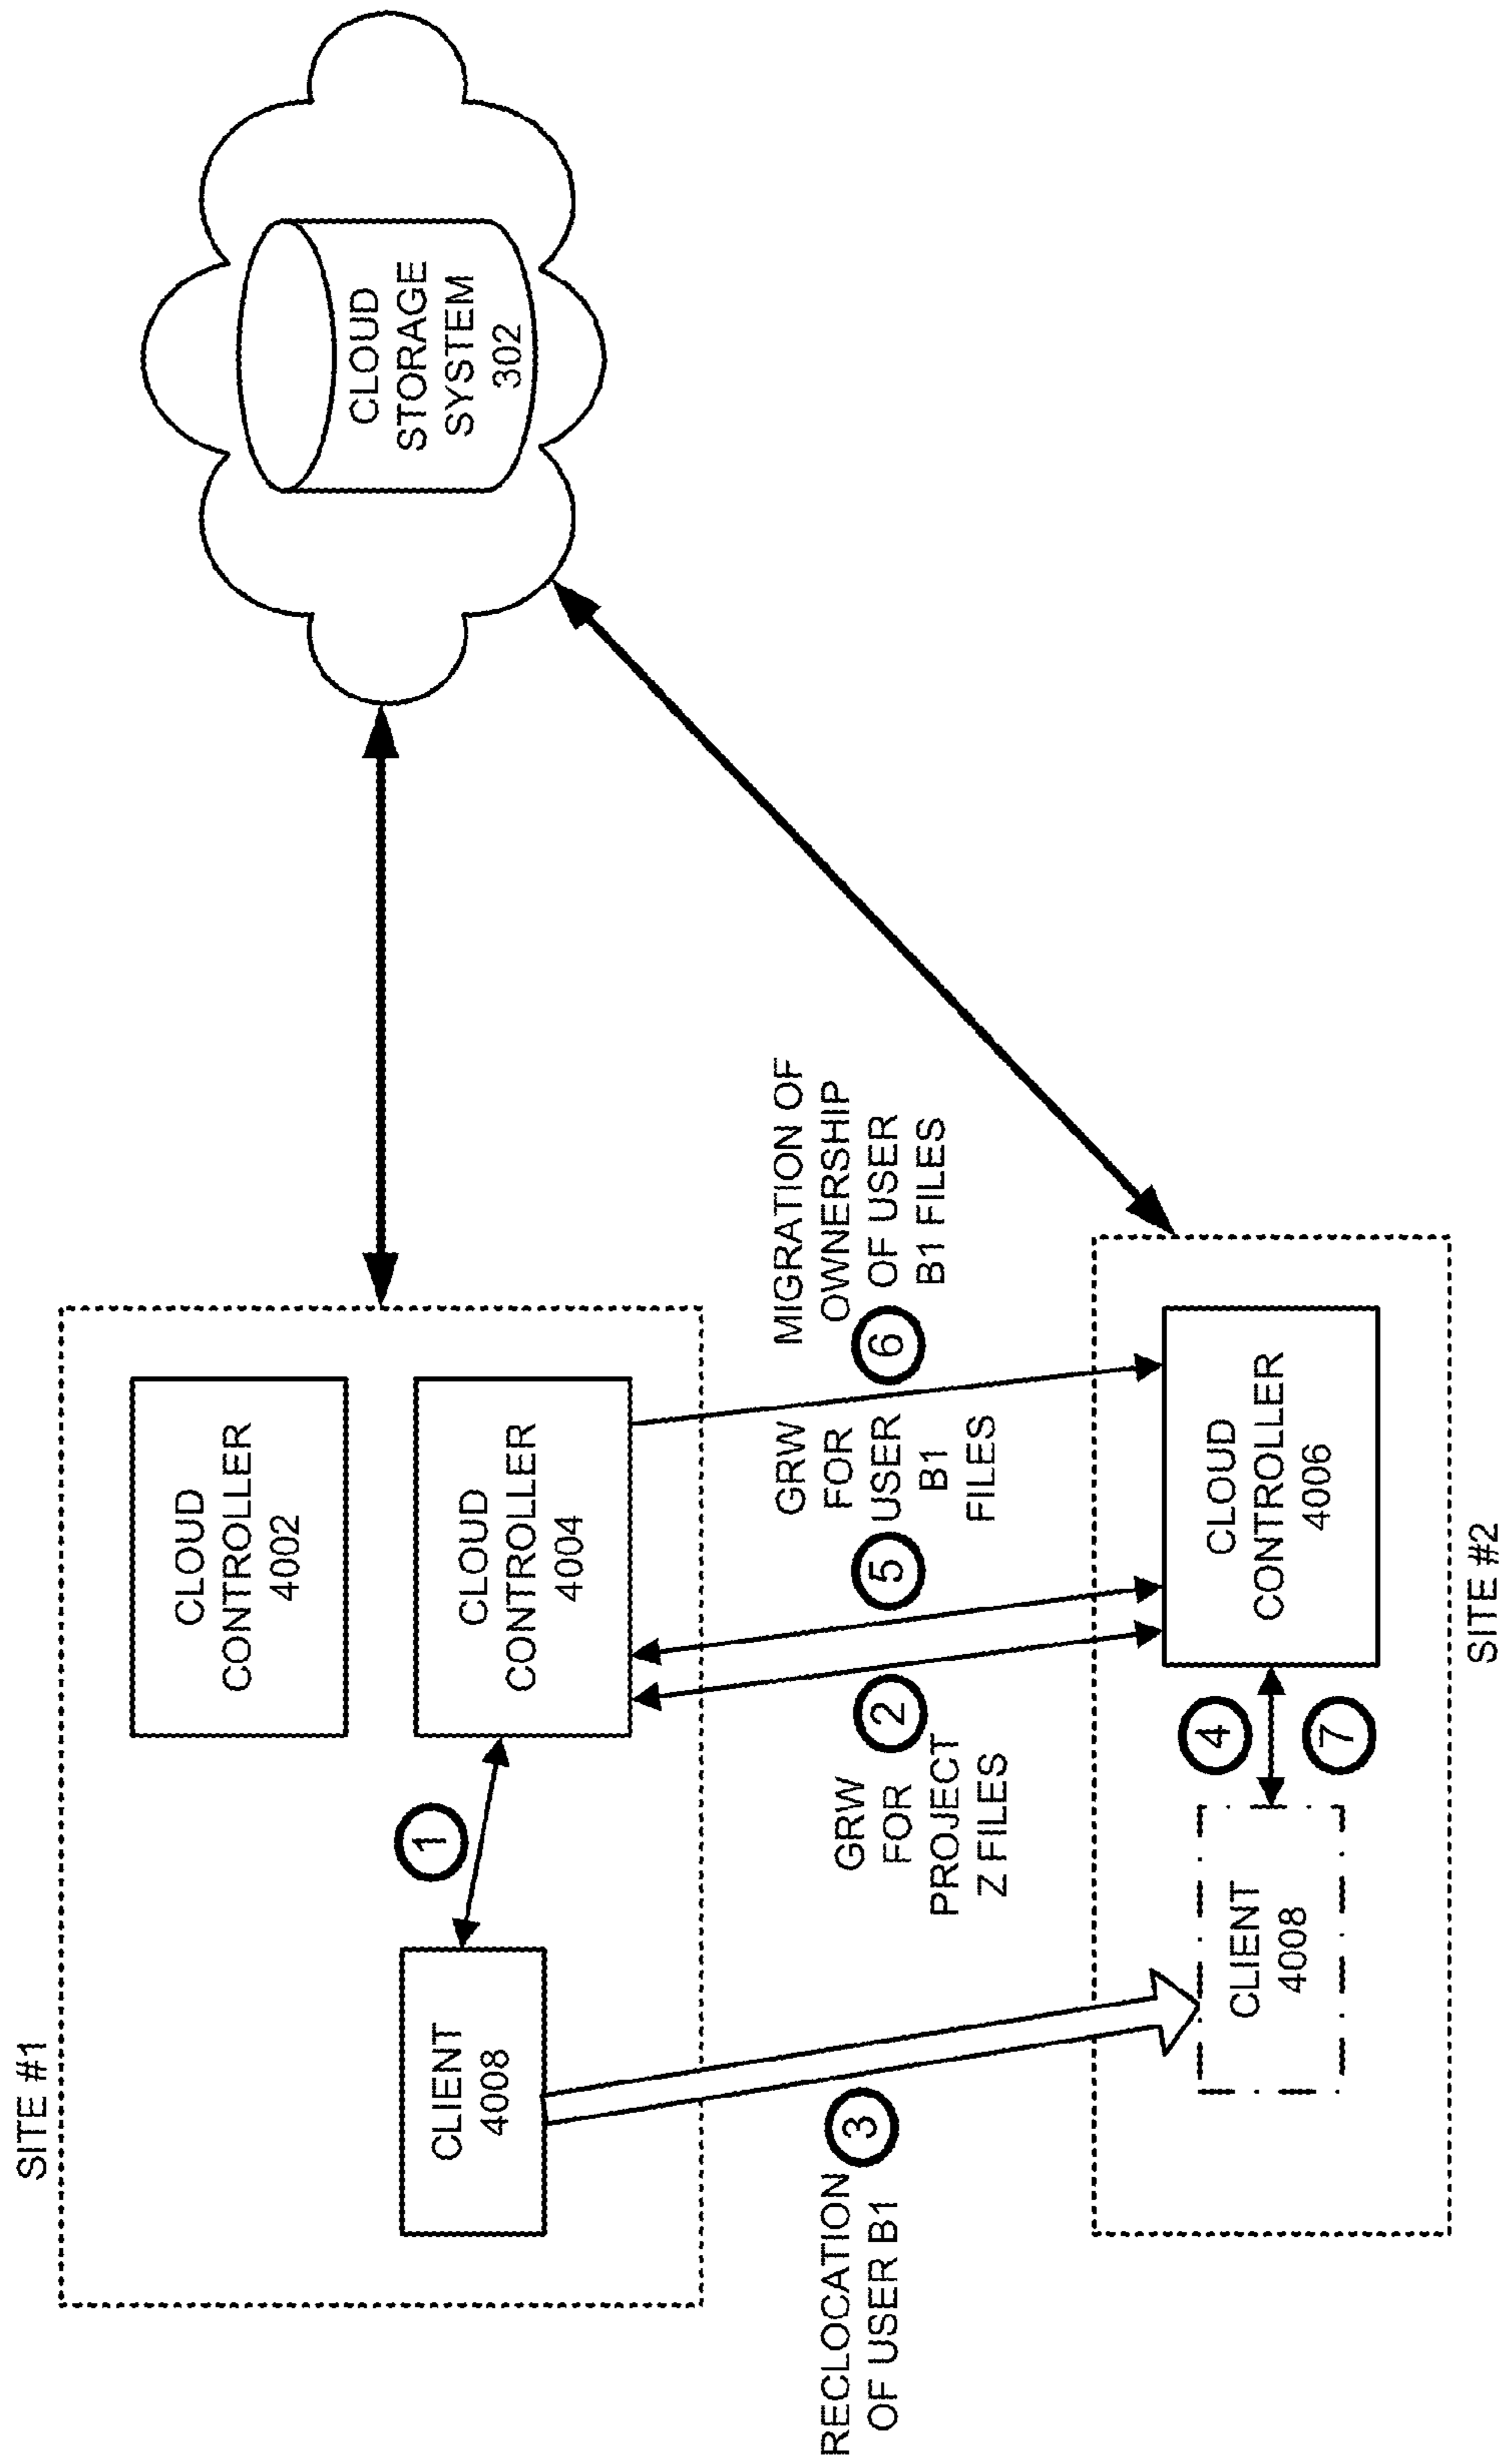 SITE #1
CLOUD
CONTROLLER
4002
CLIENT
4008
1
CLOUD
CONTROLLER
4004
CLOUD
STORAGE
SYSTEM
302
RECLOCATION
OF USER B1
3
GRW
FOR
PROJECT
Z FILES
2
5
GRW
FOR
USER
B1
FILES
6
MIGRATION OF
OWNERSHIP
OF USER
B1 FILES
CLIENT
4008
4
7
CLOUD
CONTROLLER
4006
SITE #2